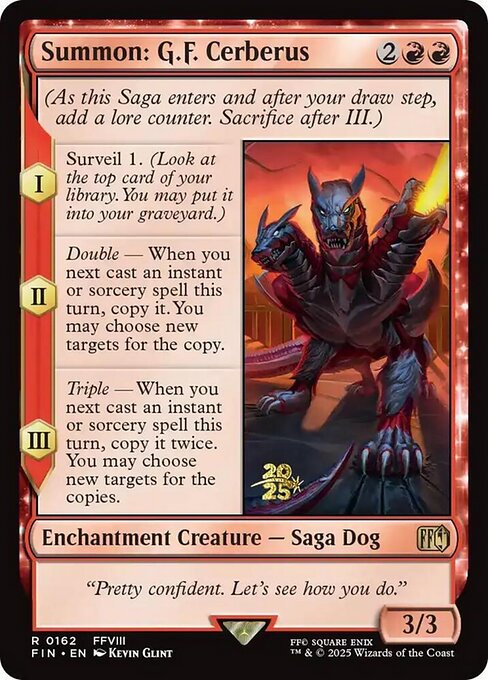 Summon: G.F. Cerberus
2
(As this Saga enters and after your draw step,
add a lore counter. Sacrifice after III.)
I
Surveil 1. (Look at
the top card of your
library. You may put it
into your graveyard.)
II
Double — When you
next cast an instant
or sorcery spell this
turn, copy it. You
may choose new
targets for the copy.
III
Triple — When you
next cast an instant
or sorcery spell this
turn, copy it twice.
You may choose
new targets for the
copies.
2025
Enchantment Creature — Saga Dog
FF
"Pretty confident. Let's see how you do."
3/3
R 0162 FFVIII
FIN • EN Kevin Glint
FF© SQUARE ENIX
™ & © 2025 Wizards of the Coast